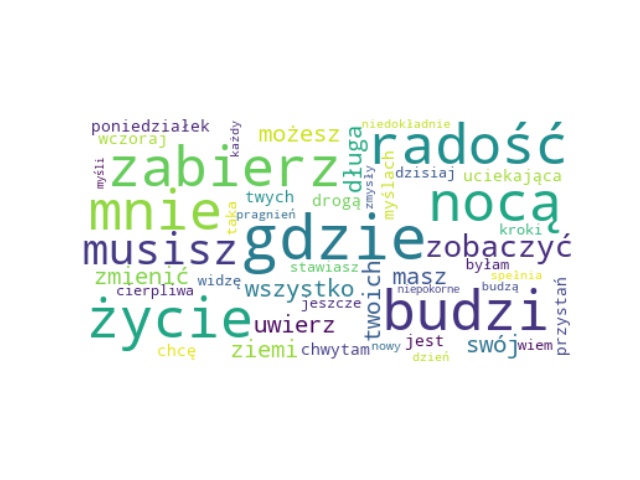 poniedziałek
wczoraj
każdy
możesz
długa
niedokładnie
radość
myśli
zabierz
zmysły
myślach
dzisiaj
uciekająca
mnie
taka
twych
pragnień
drogą
nocą
kroki
musisz
gdzie
zobaczyć
zmienić
cierpliwa
widzę
stawiasz
wszystko
jeszcze
twoich
masz
niepokorne
byłam
spełnia
budzą
przystań
życie
uwierz
budzi
chcę
ziemi
chwytam
nowy
jest
dzień
swój
wiem